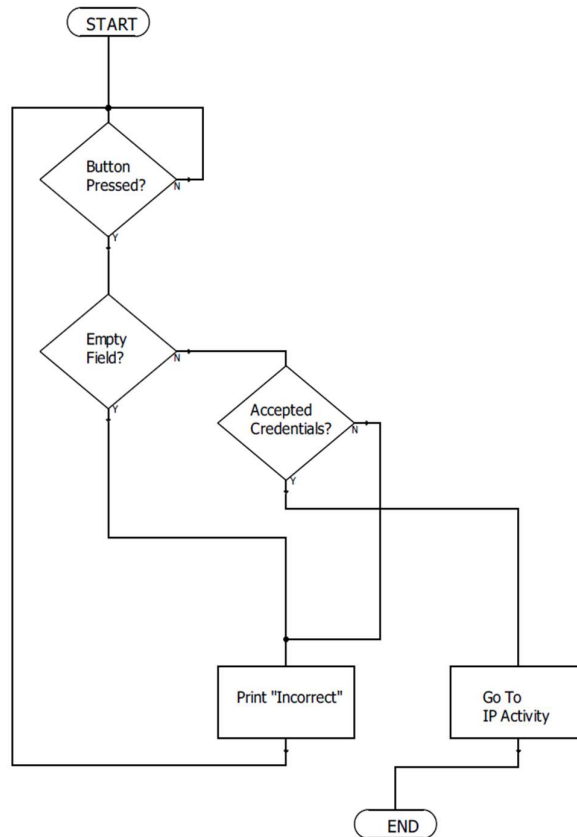 START
Button
Pressed?
N
Y
Empty
Field?
N
Y
Accepted
Credentials?
N
Y
Print "Incorrect"
Go To
IP Activity
END